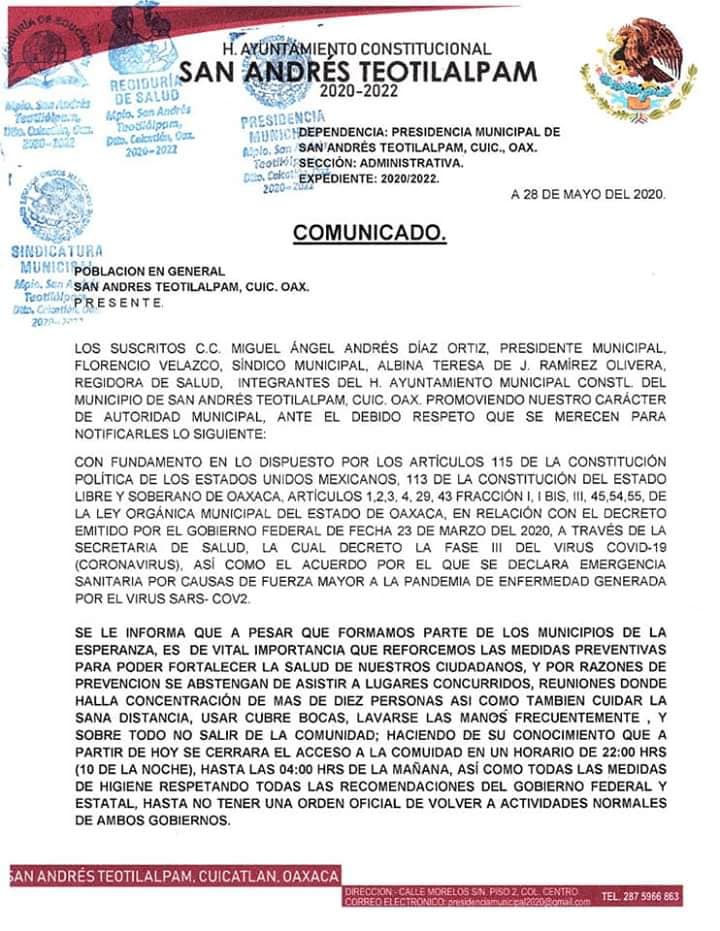 H. AYUNTAMIENTO CONSTITUCIONAL
SAN ANDRÉS TEOTILALPAM
2020-2022
REGIDURIA
DE SALUD
Mpio. San Andrés
Teotilálpam,
Dto. Cuicatlán, Oax.
2020-2022
Mpio. San Andrés
Teotilálpam,
Dto. Cuicatlán, Oax.
2020-2022
PRESIDENCIA
DEPENDENCIA: PRESIDENCIA MUNICIPAL DE
SAN ANDRÉS TEOTILALPAM, CUIC., OAX.
SECCIÓN: ADMINISTRATIVA.
EXPEDIENTE: 2020/2022.
A 28 DE MAYO DEL 2020.
COMUNICADO.
SINDICATURA
MUNICIPAL
POBLACION EN GENERAL
SAN ANDRES TEOTILALPAM, CUIC. OAX.
P R E S E N T E.
LOS SUSCRITOS C.C. MIGUEL ÁNGEL ANDRÉS DÍAZ ORTIZ, PRESIDENTE MUNICIPAL,
FLORENCIO VELAZCO, SÍNDICO MUNICIPAL, ALBINA TERESA DE J. RAMÍREZ OLIVERA,
REGIDORA DE SALUD, INTEGRANTES DEL H. AYUNTAMIENTO MUNICIPAL CONSTL. DEL
MUNICIPIO DE SAN ANDRÉS TEOTILALPAM, CUIC. OAX. PROMOVIENDO NUESTRO CARÁCTER
DE AUTORIDAD MUNICIPAL, ANTE EL DEBIDO RESPETO QUE SE MERECEN PARA
NOTIFICARLES LO SIGUIENTE:
CON FUNDAMENTO EN LO DISPUESTO POR LOS ARTÍCULOS 115 DE LA CONSTITUCIÓN
POLÍTICA DE LOS ESTADOS UNIDOS MEXICANOS, 113 DE LA CONSTITUCIÓN DEL ESTADO
LIBRE Y SOBERANO DE OAXACA, ARTÍCULOS 1,2,3, 4, 29, 43 FRACCIÓN I, I BIS, III, 45,54,55, DE
LA LEY ORGÁNICA MUNICIPAL DEL ESTADO DE OAXACA, EN RELACIÓN CON EL DECRETO
EMITIDO POR EL GOBIERNO FEDERAL DE FECHA 23 DE MARZO DEL 2020, A TRAVÉS DE LA
SECRETARIA DE SALUD, LA CUAL DECRETO LA FASE III DEL VIRUS COVID-19
(CORONAVIRUS), ASÍ COMO EL ACUERDO POR EL QUE SE DECLARA EMERGENCIA
SANITARIA POR CAUSAS DE FUERZA MAYOR A LA PANDEMIA DE ENFERMEDAD GENERADA
POR EL VIRUS SARS- COV2.
SE LE INFORMA QUE A PESAR QUE FORMAMOS PARTE DE LOS MUNICIPIOS DE LA
ESPERANZA, ES DE VITAL IMPORTANCIA QUE REFORCEMOS LAS MEDIDAS PREVENTIVAS
PARA PODER FORTALECER LA SALUD DE NUESTROS CIUDADANOS, Y POR RAZONES DE
PREVENCION SE ABSTENGAN DE ASISTIR A LUGARES CONCURRIDOS, REUNIONES DONDE
HALLA CONCENTRACIÓN DE MAS DE DIEZ PERSONAS ASI COMO TAMBIEN CUIDAR LA
SANA DISTANCIA, USAR CUBRE BOCAS, LAVARSE LAS MANOS FRECUENTEMENTE , Y
SOBRE TODO NO SALIR DE LA COMUNIDAD; HACIENDO DE SU CONOCIMIENTO QUE A
PARTIR DE HOY SE CERRARA EL ACCESO A LA COMUIDAD EN UN HORARIO DE 22:00 HRS
(10 DE LA NOCHE), HASTA LAS 04:00 HRS DE LA MAÑANA, ASÍ COMO TODAS LAS MEDIDAS
DE HIGIENE RESPETANDO TODAS LAS RECOMENDACIONES DEL GOBIERNO FEDERAL Y
ESTATAL, HASTA NO TENER UNA ORDEN OFICIAL DE VOLVER A ACTIVIDADES NORMALES
DE AMBOS GOBIERNOS.
SAN ANDRÉS TEOTILALPAM, CUICATLAN, OAXACA
DIRECCION.- CALLE MORELOS S/N. PISO 2, COL. CENTRO
CORREO ELECTRONICO: presidenciamunicipal2020@gmail.com
TEL. 287 5966 863